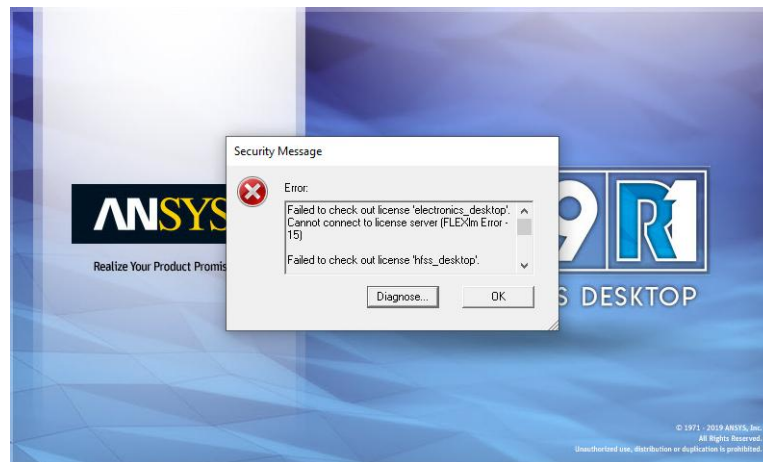 Security Message
Error:
Failed to check out license 'electronics_desktop'.
Cannot connect to license server (FLEXlm Error -
15)
Failed to check out license 'hfss_desktop'.
Diagnose...
OK
ANSYS
Realize Your Product Promis
9 R1
S DESKTOP
© 1971 - 2019 ANSYS, Inc.
All Rights Reserved.
Unauthorized use, distribution or duplication is prohibited.